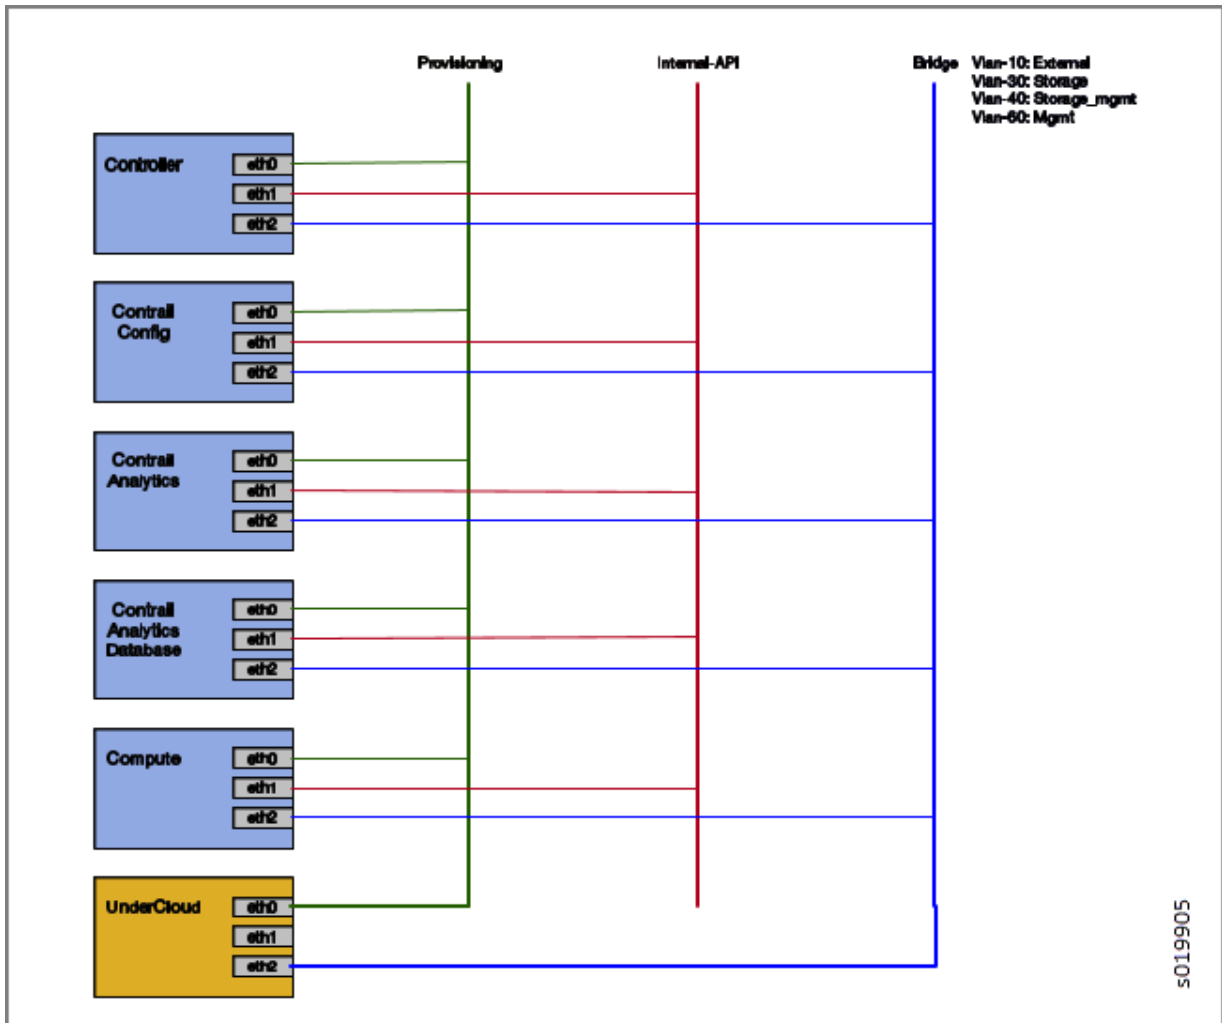 Provisioning
Internal-API
Bridge
Vlan-10: External
Vlan-30: Storage
Vlan-40: Storage_mgmt
Vlan-60: Mgmt
Controller
eth0
eth1
eth2
Contrail
Config
eth0
eth1
eth2
Contrail
Analytics
eth0
eth1
eth2
Contrail
Analytics
Database
eth0
eth1
eth2
Compute
eth0
eth1
eth2
UnderCloud
eth0
eth1
eth2
s019905